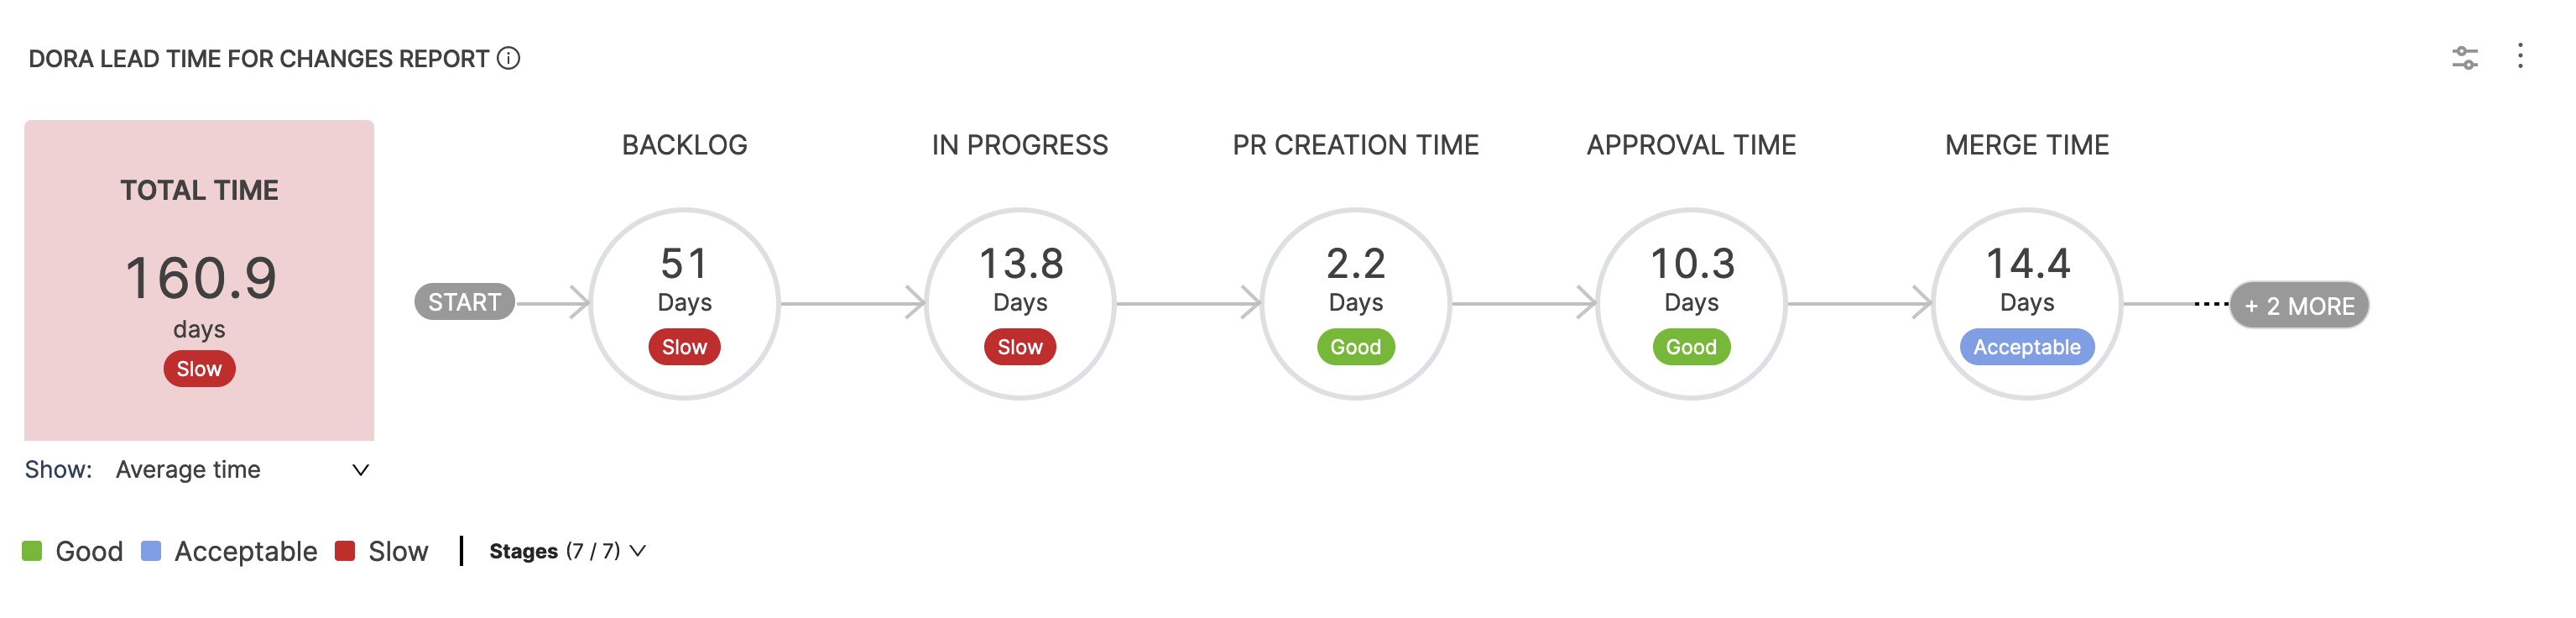 DORA LEAD TIME FOR CHANGES REPORT
TOTAL TIME
160.9
days
Slow
Show: Average time
START
BACKLOG
51
Days
Slow
IN PROGRESS
13.8
Days
Slow
PR CREATION TIME
2.2
Days
Good
APPROVAL TIME
10.3
Days
Good
MERGE TIME
14.4
Days
Acceptable
+ 2 MORE
Good Acceptable Slow Stages (7 / 7)